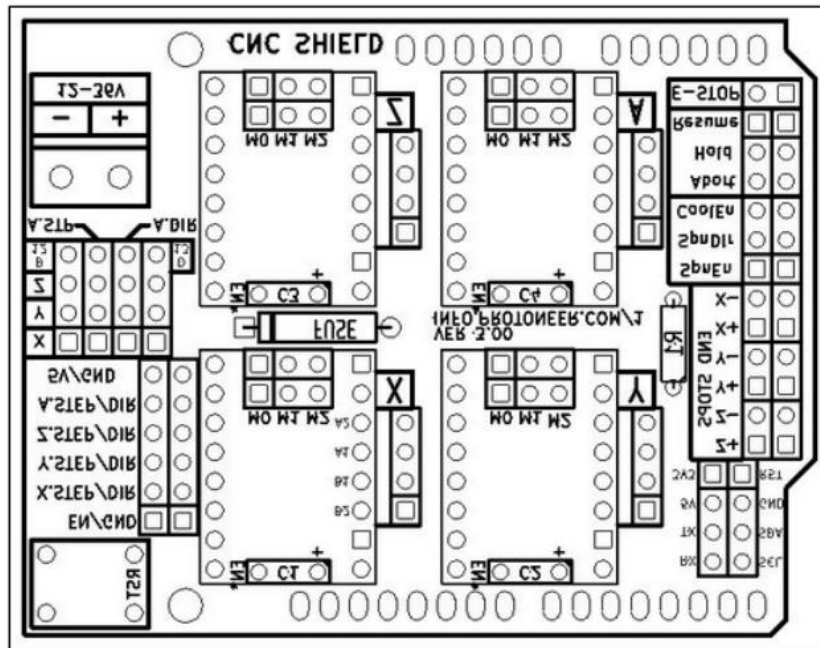 CNC SHIELD
12-36V
- +
M0 M1 M2
Z
EN*
C3
+
M0 M1 M2
A
EN*
C4
+
E-STOP
Resume
Hold
Abort
CoolEn
SpnDir
SpnEn
A.STP
A.DIR
12
13
D
Z
Y
X
FUSE
INFO:PROTONEER.COM/1
VER :3.00
R1
END STOPS
X-
X+
Y-
Y+
Z-
Z+
5V/GND
A.STEP/DIR
Z.STEP/DIR
Y.STEP/DIR
X.STEP/DIR
EN/GND
RST
M0 M1 M2
X
A2
A1
B1
B2
EN*
C1
+
M0 M1 M2
Y
EN*
C2
+
3V3 RST
5V GND
TX SDA
RX SCL